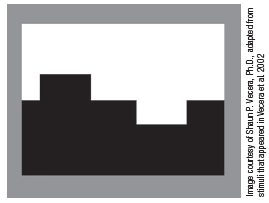 Image courtesy of Shaun P. Vecera, Ph.D., adapted from
stimuli that appeared in Vecera et al, 2002